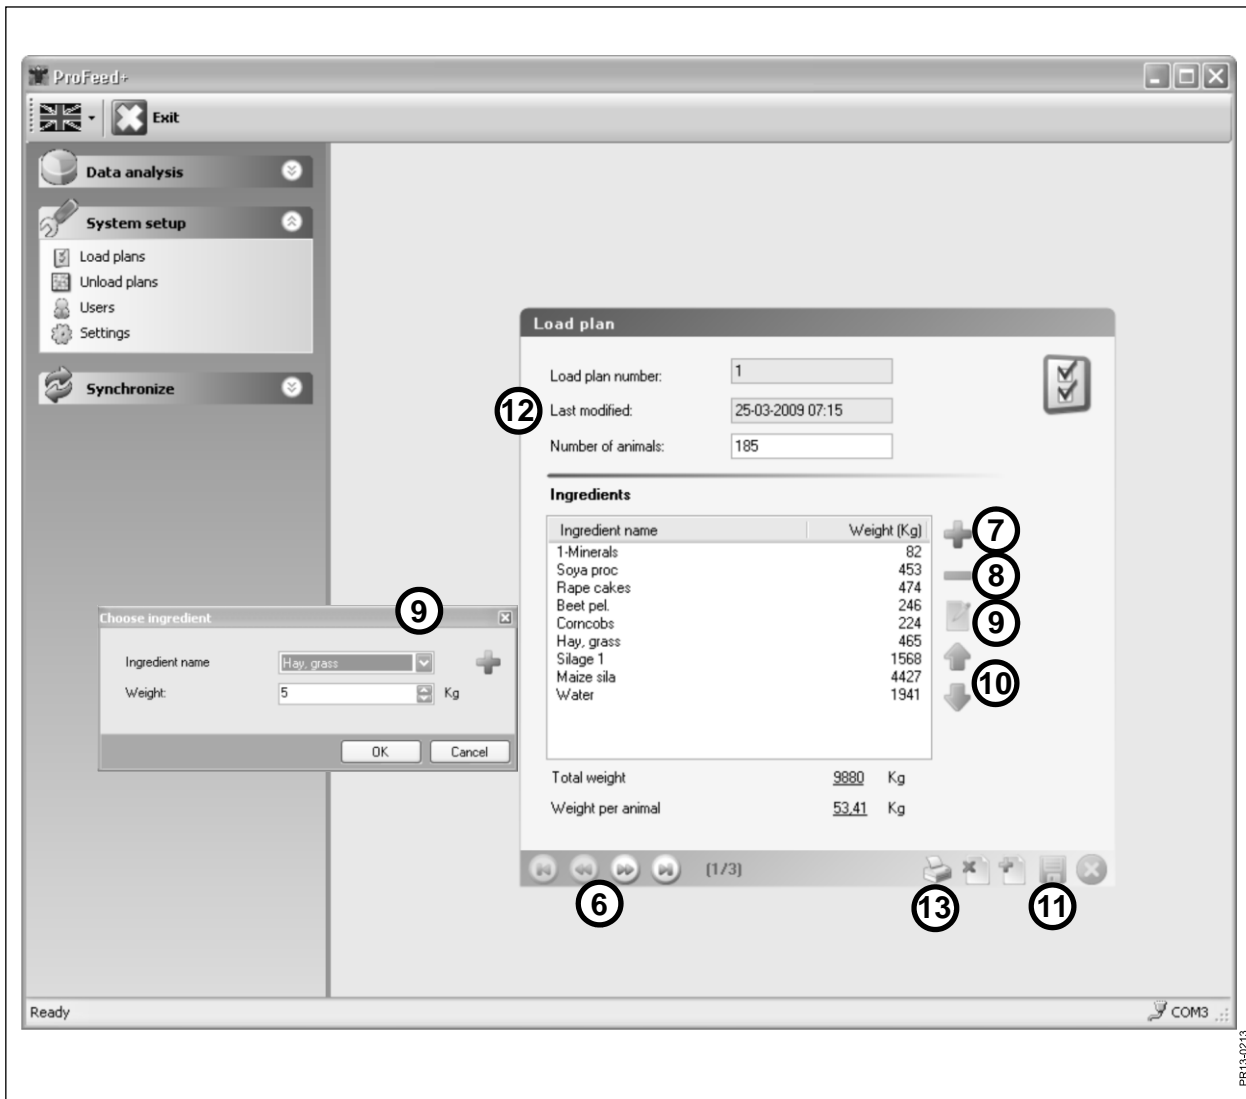 ProFeed+
Exit
Data analysis
System setup
Load plans
Unload plans
Users
Settings
Synchronize
Load plan
Load plan number: 1
12 Last modified: 25-03-2009 07:15
Number of animals: 185
Ingredients
Ingredient name Weight (Kg)
1-Minerals 82
Soya proc 453
Rape cakes 474
Beet pel. 246
Corncobs 224
Hay, grass 465
Silage 1 1568
Maize sila 4427
Water 1941
7
8
9
10
Total weight 9880 Kg
Weight per animal 53,41 Kg
(1/3)
6
13
11
Choose ingredient 9
Ingredient name Hay, grass
Weight: 5 Kg
OK Cancel
Ready
COM3
PR13-0213